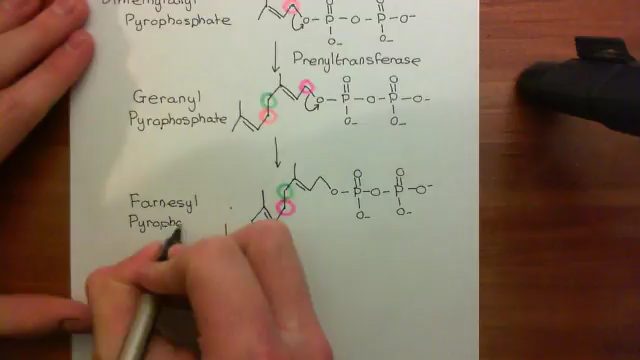 Pyrophosphate
O-P-O-P-O-
O-
O-
Prenyltransferase
Geranyl
Pyrophosphate
O O
O-P-O-P-O-
O- O-
Farnesyl
Pyropho
O O
O-P-O-P-O-
O- O-